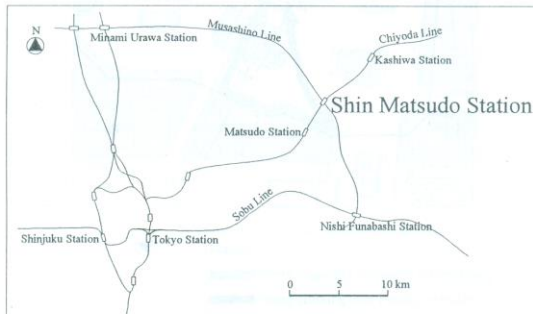 N
Minami Urawa Station
Musashino Line
Chiyoda Line
Kashiwa Station
Shin Matsudo Station
Matsudo Station
Sobu Line
Shinjuku Station
Tokyo Station
Nishi Funabashi Station
0 5 10 km